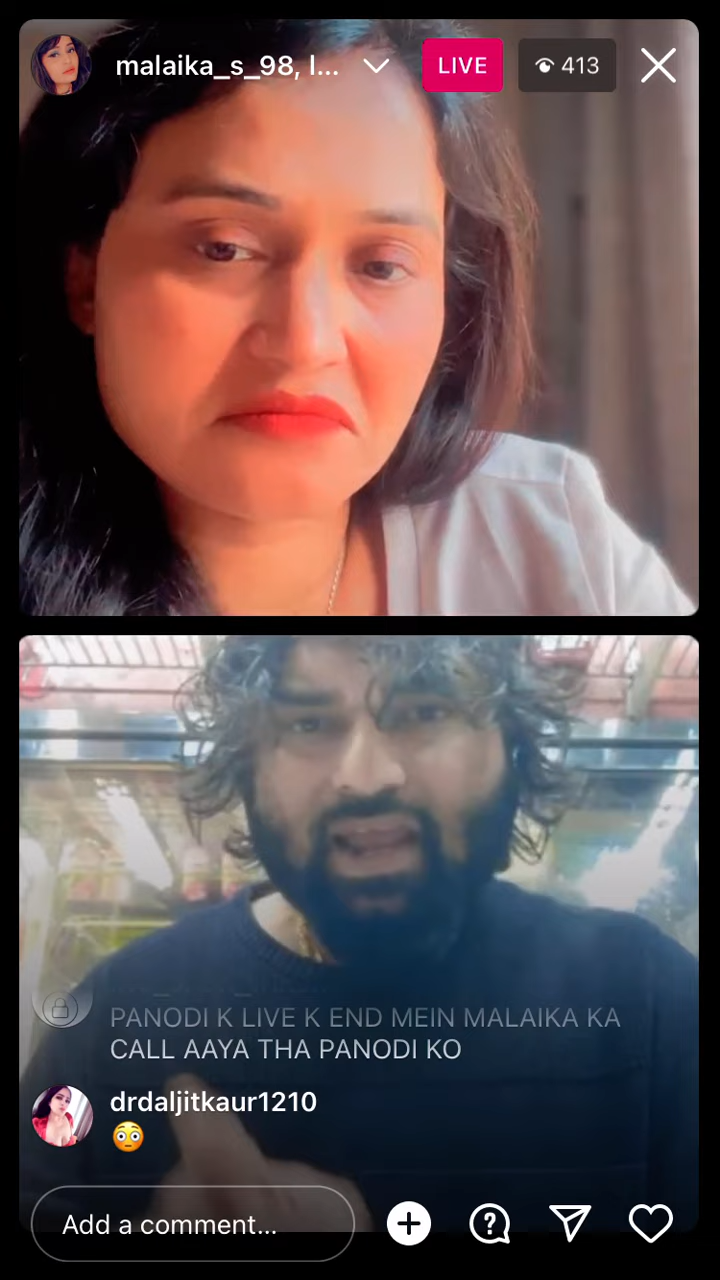 malaika_s_98, l...
LIVE
413
PANODI K LIVE K END MEIN MALAIKA KA
CALL AAYA THA PANODI KO
drdaljitkaur1210
😳
Add a comment...